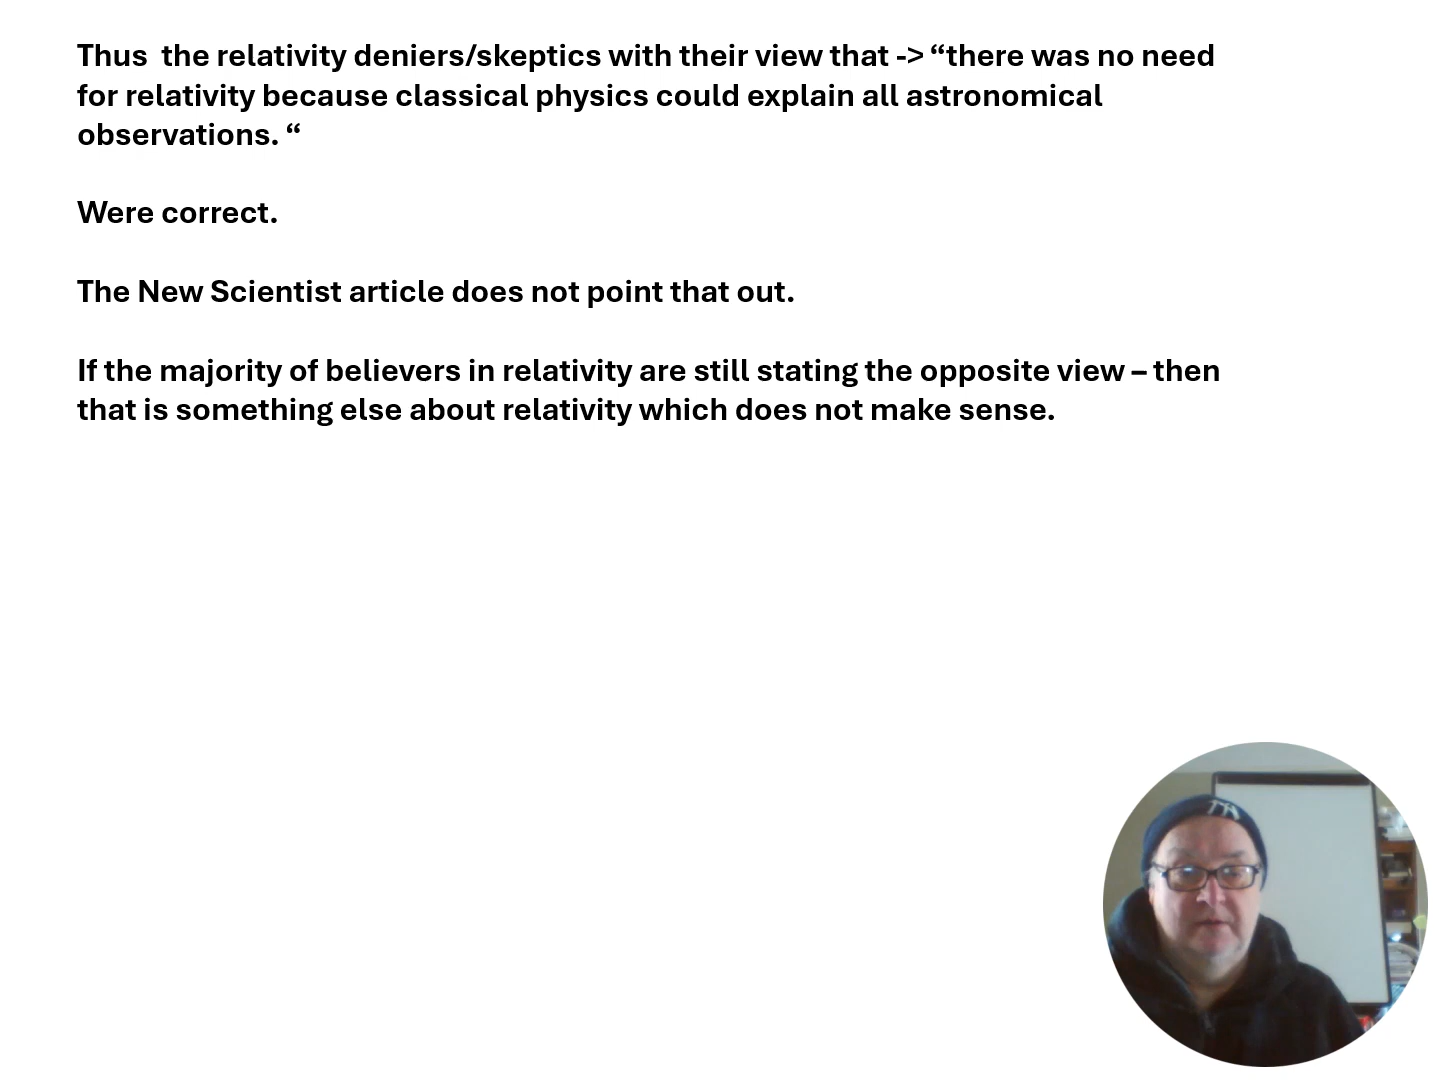 Thus  the relativity deniers/skeptics with their view that -> “there was no need
for relativity because classical physics could explain all astronomical
observations. “
Were correct.
The New Scientist article does not point that out.
If the majority of believers in relativity are still stating the opposite view – then
that is something else about relativity which does not make sense.